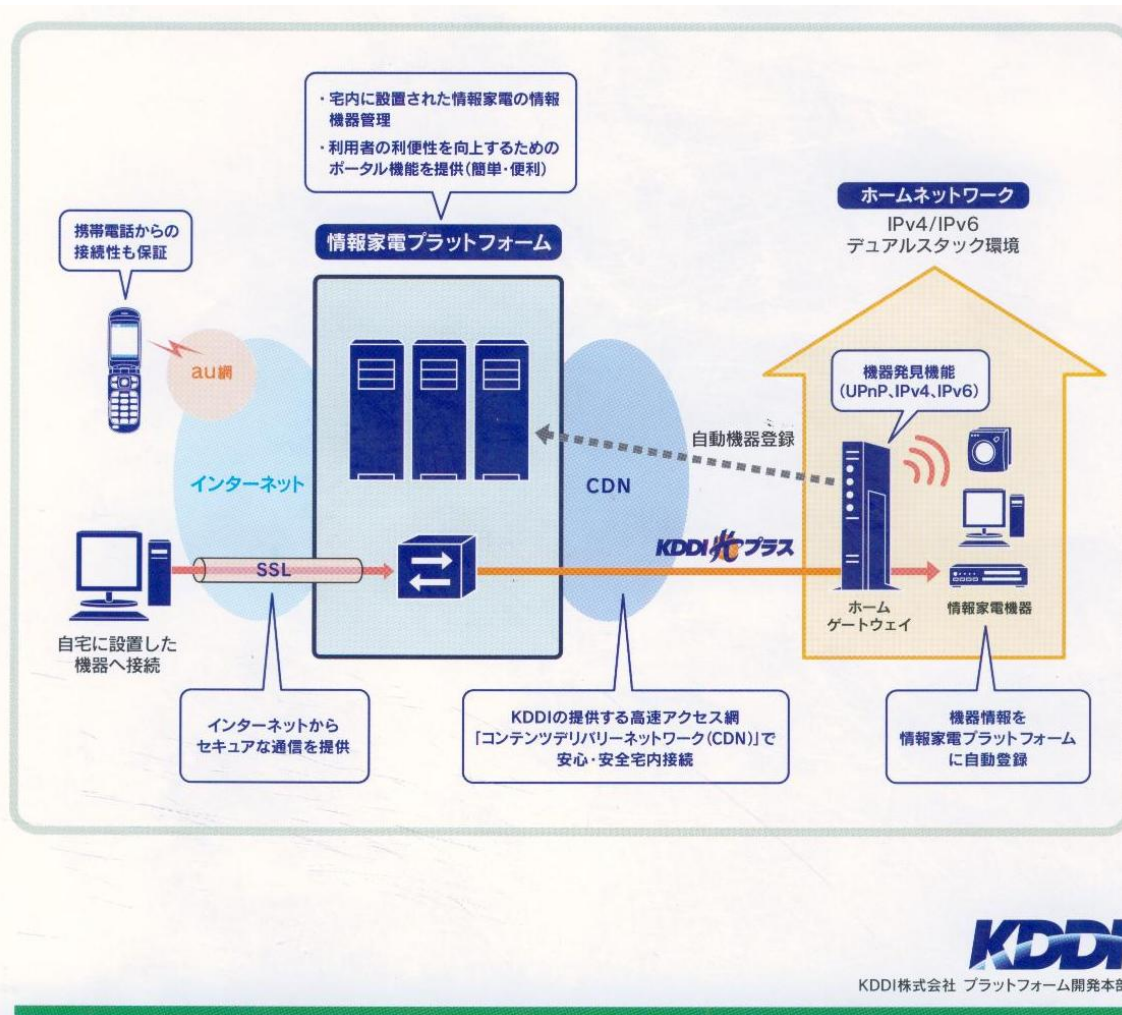 ・宅内に設置された情報家電の情報
機器管理
・利用者の利便性を向上するための
ポータル機能を提供(簡単・便利)
携帯電話からの
接続性も保証
情報家電プラットフォーム
ホームネットワーク
IPv4/IPv6
デュアルスタック環境
au網
機器発見機能
(UPnP、IPv4、IPv6)
自動機器登録
インターネット
CDN
KDDI光プラス
SSL
ホーム
ゲートウェイ
情報家電機器
自宅に設置した
機器へ接続
インターネットから
セキュアな通信を提供
KDDIの提供する高速アクセス網
「コンテンツデリバリーネットワーク(CDN)」で
安心・安全宅内接続
機器情報を
情報家電プラットフォーム
に自動登録
KDDI
KDDI株式会社 プラットフォーム開発本部